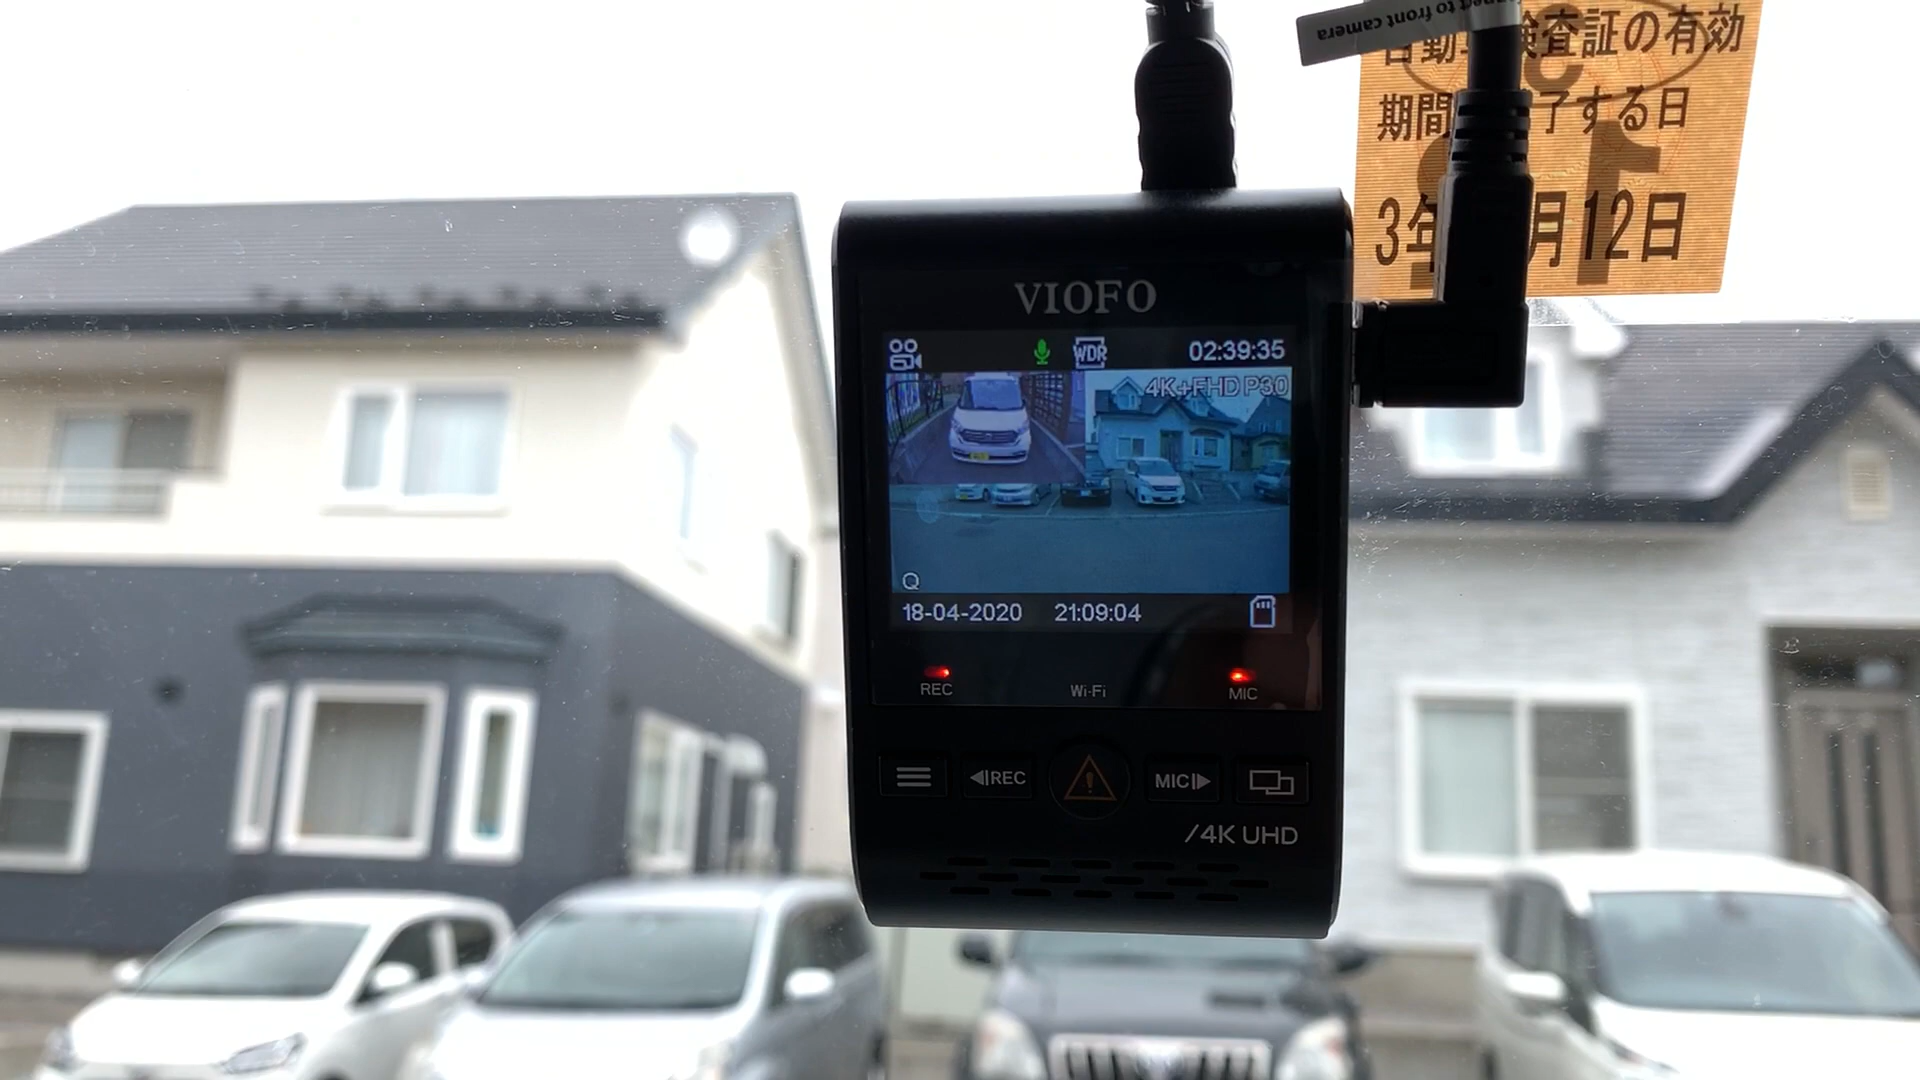 connect to front camera
自動車検査証の有効
期間 了する日
3年 月12日
VIOFO
WDR 02:39:35
4K+FHD P30
Q
18-04-2020 21:09:04
REC Wi-Fi MIC
REC MIC
/4K UHD